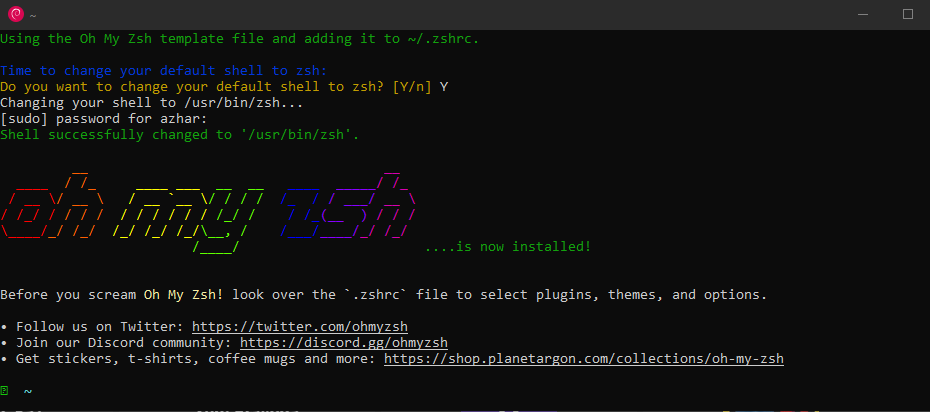 ~
Using the Oh My Zsh template file and adding it to ~/.zshrc.
Time to change your default shell to zsh:
Do you want to change your default shell to zsh? [Y/n] Y
Changing your shell to /usr/bin/zsh...
[sudo] password for azhar:
Shell successfully changed to '/usr/bin/zsh'.
oh my zsh
....is now installed!
Before you scream Oh My Zsh! look over the `.zshrc` file to select plugins, themes, and options.
• Follow us on Twitter: https://twitter.com/ohmyzsh
• Join our Discord community: https://discord.gg/ohmyzsh
• Get stickers, t-shirts, coffee mugs and more: https://shop.planetargon.com/collections/oh-my-zsh
~